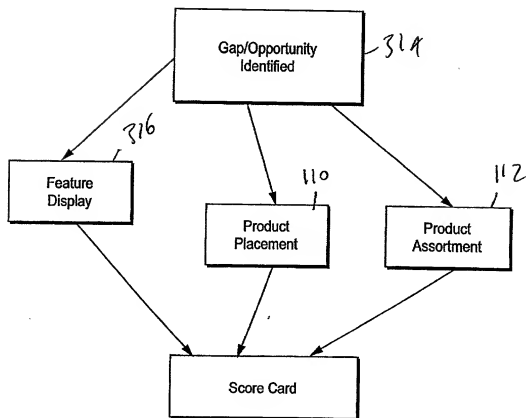 Gap/Opportunity
Identified
314
316
Feature
Display
110
Product
Placement
112
Product
Assortment
Score Card